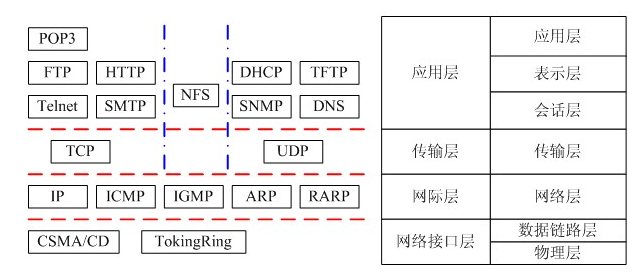 POP3
FTP HTTP NFS DHCP TFTP
Telnet SMTP SNMP DNS
TCP UDP
IP ICMP IGMP ARP RARP
CSMA/CD TokingRing
应用层 应用层
表示层
会话层
传输层 传输层
网际层 网络层
网络接口层 数据链路层
物理层